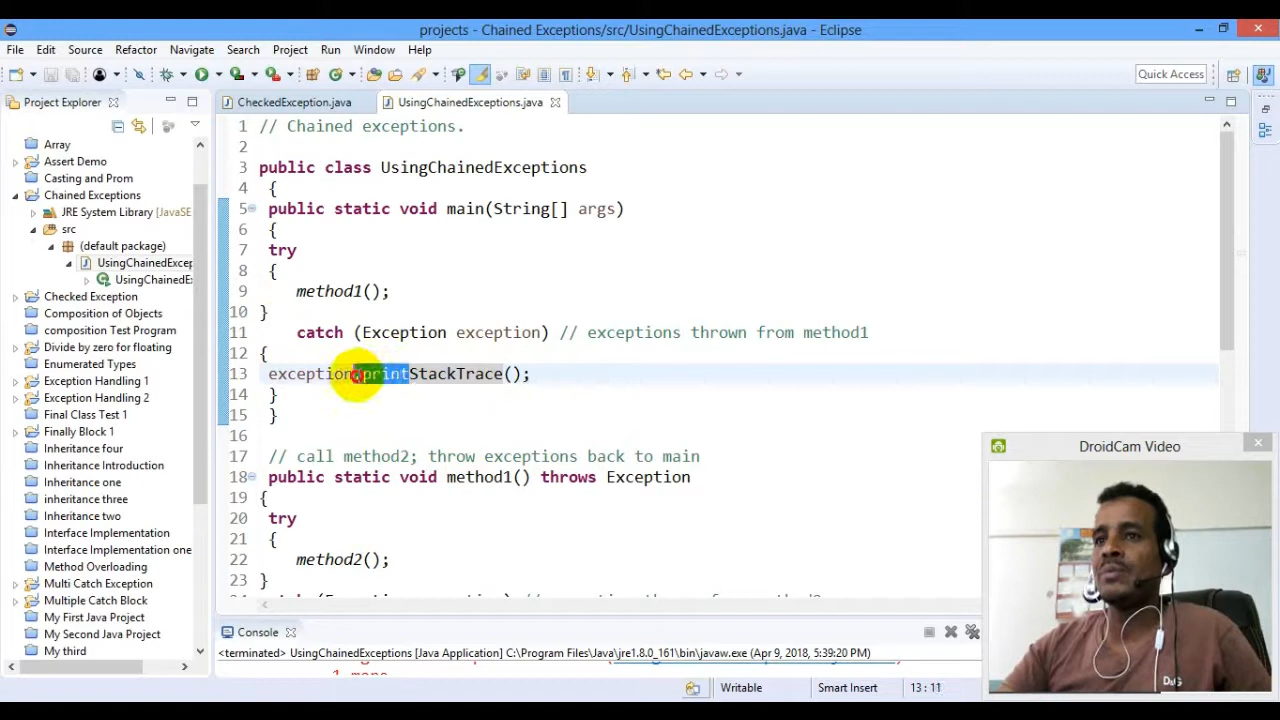 projects - Chained Exceptions/src/UsingChainedExceptions.java - Eclipse
File Edit Source Refactor Navigate Search Project Run Window Help
Quick Access
Project Explorer
CheckedException.java
UsingChainedExceptions.java
Array
Assert Demo
Casting and Prom
Chained Exceptions
JRE System Library [JavaSE
src
(default package)
UsingChainedExcep
UsingChainedEx
Checked Exception
Composition of Objects
composition Test Program
Divide by zero for floating
Enumerated Types
Exception Handling 1
Exception Handling 2
Final Class Test 1
Finally Block 1
Inheritance four
Inheritance Introduction
Inheritance one
inheritance three
Inheritance two
Interface Implementation
Interface Implementation one
Method Overloading
Multi Catch Exception
Multiple Catch Block
My First Java Project
My Second Java Project
My third
1 // Chained exceptions.
2
3 public class UsingChainedExceptions
4 {
5 public static void main(String[] args)
6 {
7 try
8 {
9 method1();
10 }
11 catch (Exception exception) // exceptions thrown from method1
12 {
13 exception.printStackTrace();
14 }
15 }
16
17 // call method2; throw exceptions back to main
18 public static void method1() throws Exception
19 {
20 try
21 {
22 method2();
23 }
DroidCam Video
D&G
Console
<terminated> UsingChainedExceptions [Java Application] C:\Program Files\Java\jre1.8.0_161\bin\javaw.exe (Apr 9, 2018, 5:39:20 PM)
1 more
Writable Smart Insert 13 : 11